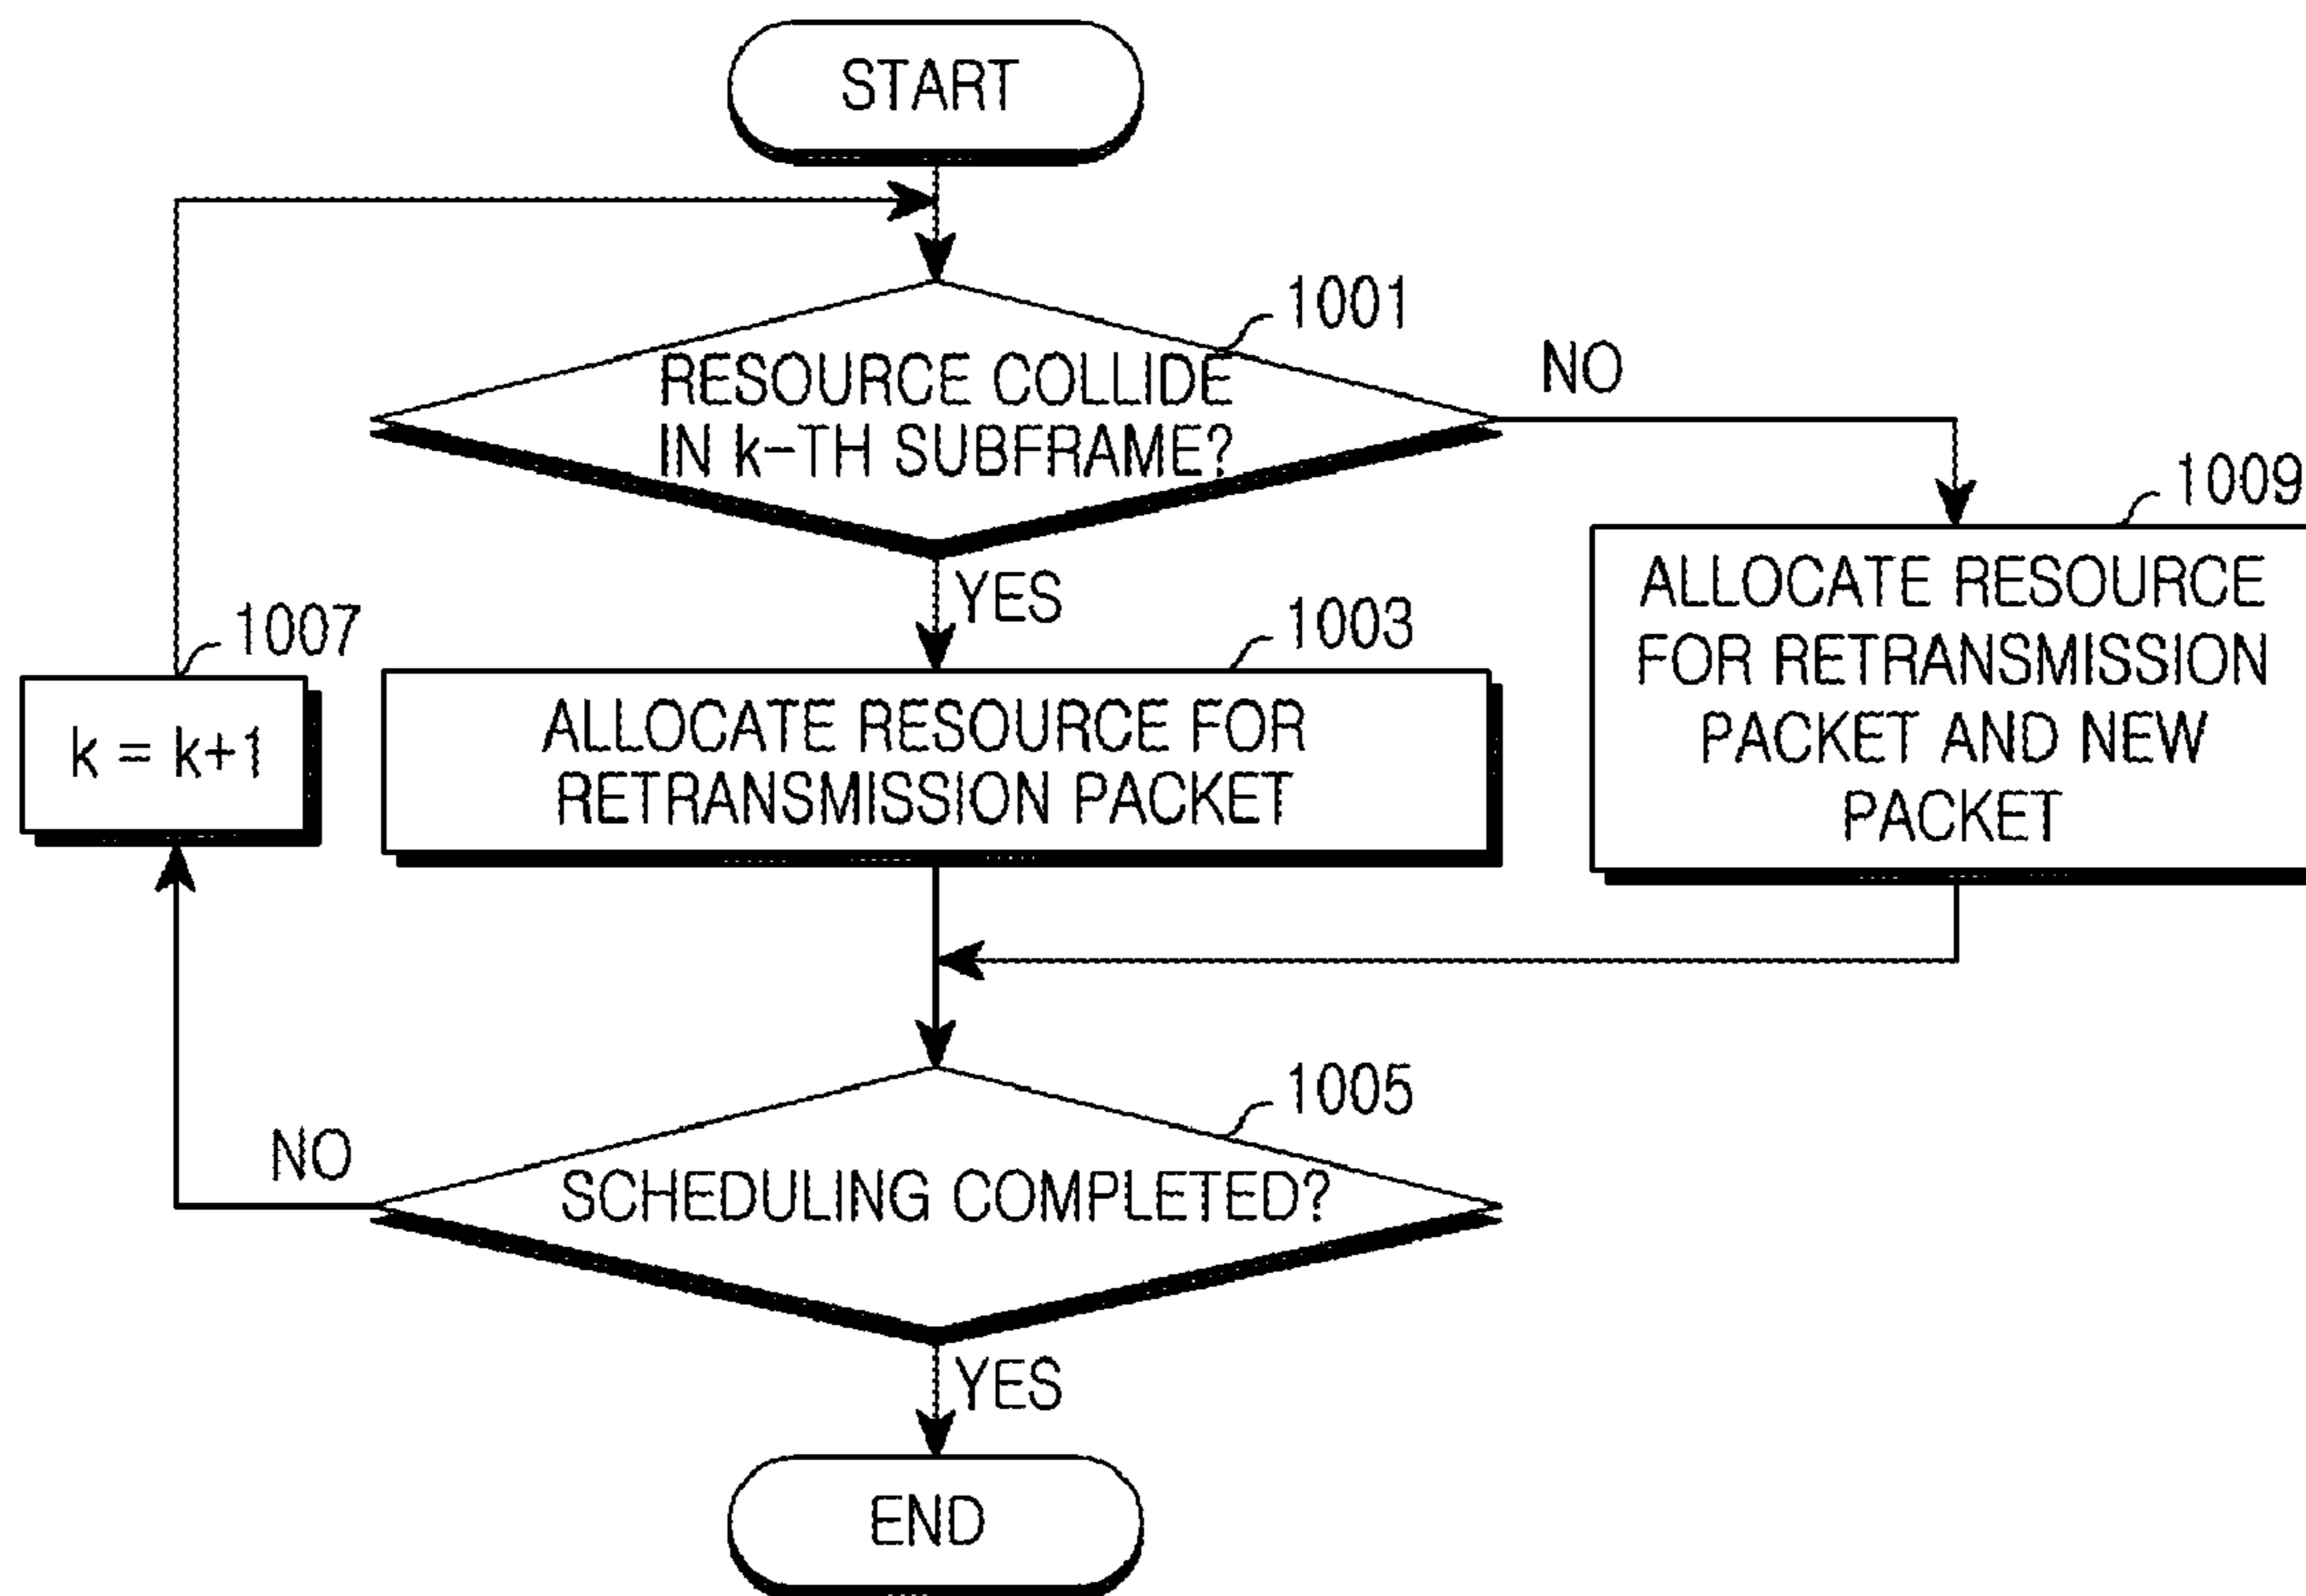 START
1001
RESOURCE COLLIDE
IN k-TH SUBFRAME?
NO
1009
ALLOCATE RESOURCE
FOR RETRANSMISSION
PACKET AND NEW
PACKET
YES
1003
ALLOCATE RESOURCE FOR
RETRANSMISSION PACKET
1007
k = k+1
1005
SCHEDULING COMPLETED?
NO
YES
END